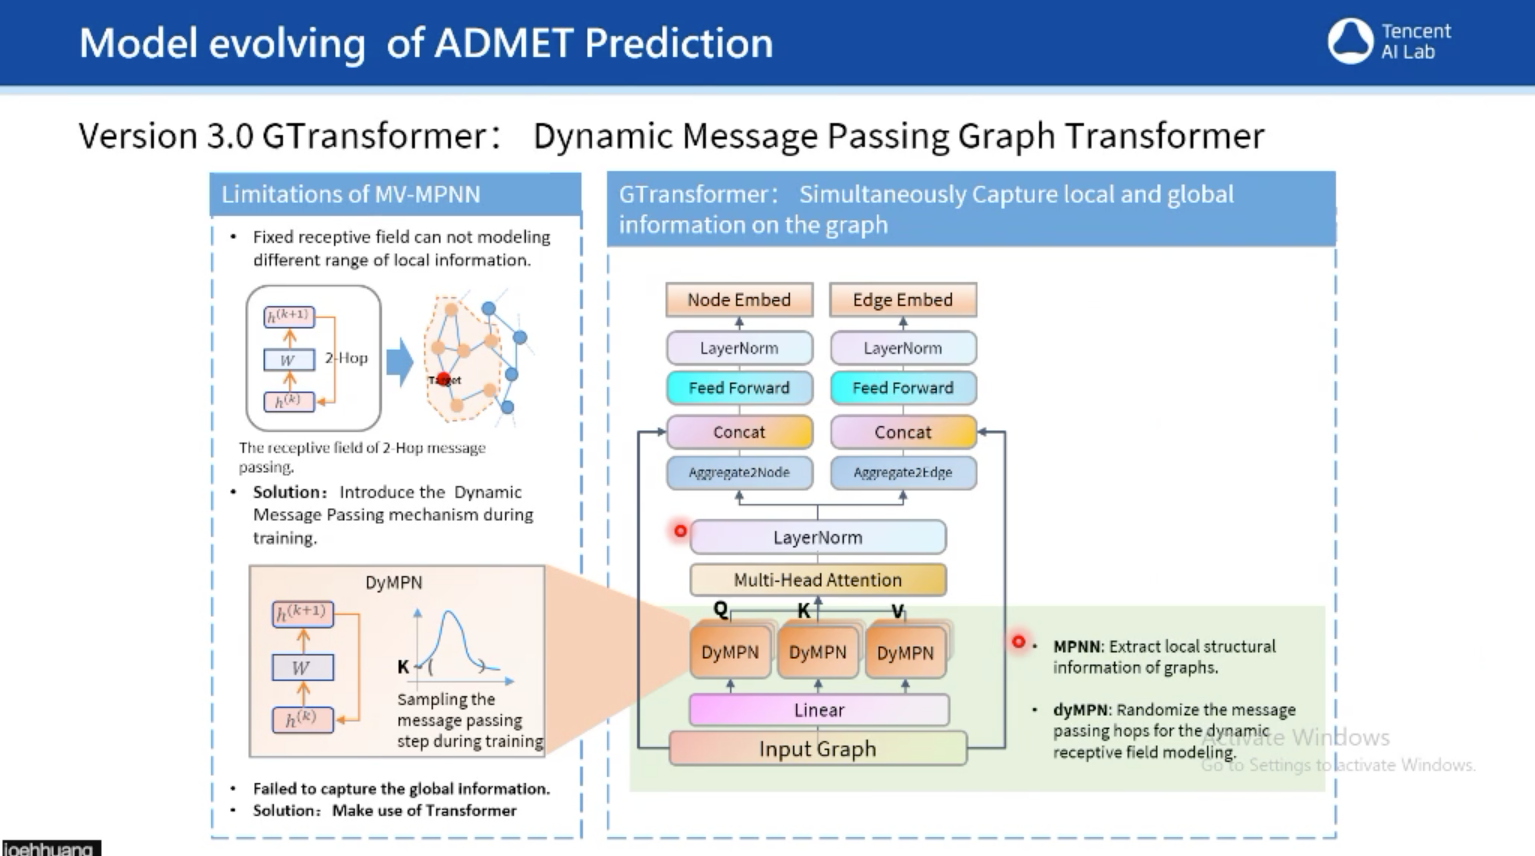 Model evolving of ADMET Prediction
Tencent
AI Lab
Version 3.0 GTransformer： Dynamic Message Passing Graph Transformer
Limitations of MV-MPNN
• Fixed receptive field can not modeling
different range of local information.
h^(k+1)
W
2-Hop
h^(k)
Target
The receptive field of 2-Hop message
passing.
• Solution： Introduce the Dynamic
Message Passing mechanism during
training.
DyMPN
h^(k+1)
W
h^(k)
K ~ ( )
Sampling the
message passing
step during training
• Failed to capture the global information.
• Solution： Make use of Transformer
GTransformer： Simultaneously Capture local and global
information on the graph
Node Embed Edge Embed
LayerNorm LayerNorm
Feed Forward Feed Forward
Concat Concat
Aggregate2Node Aggregate2Edge
LayerNorm
Multi-Head Attention
Q K V
DyMPN DyMPN DyMPN
Linear
Input Graph
• MPNN: Extract local structural
information of graphs.
• dyMPN: Randomize the message
passing hops for the dynamic
receptive field modeling.
Activate Windows
Go to Settings to activate Windows.
joehhuang